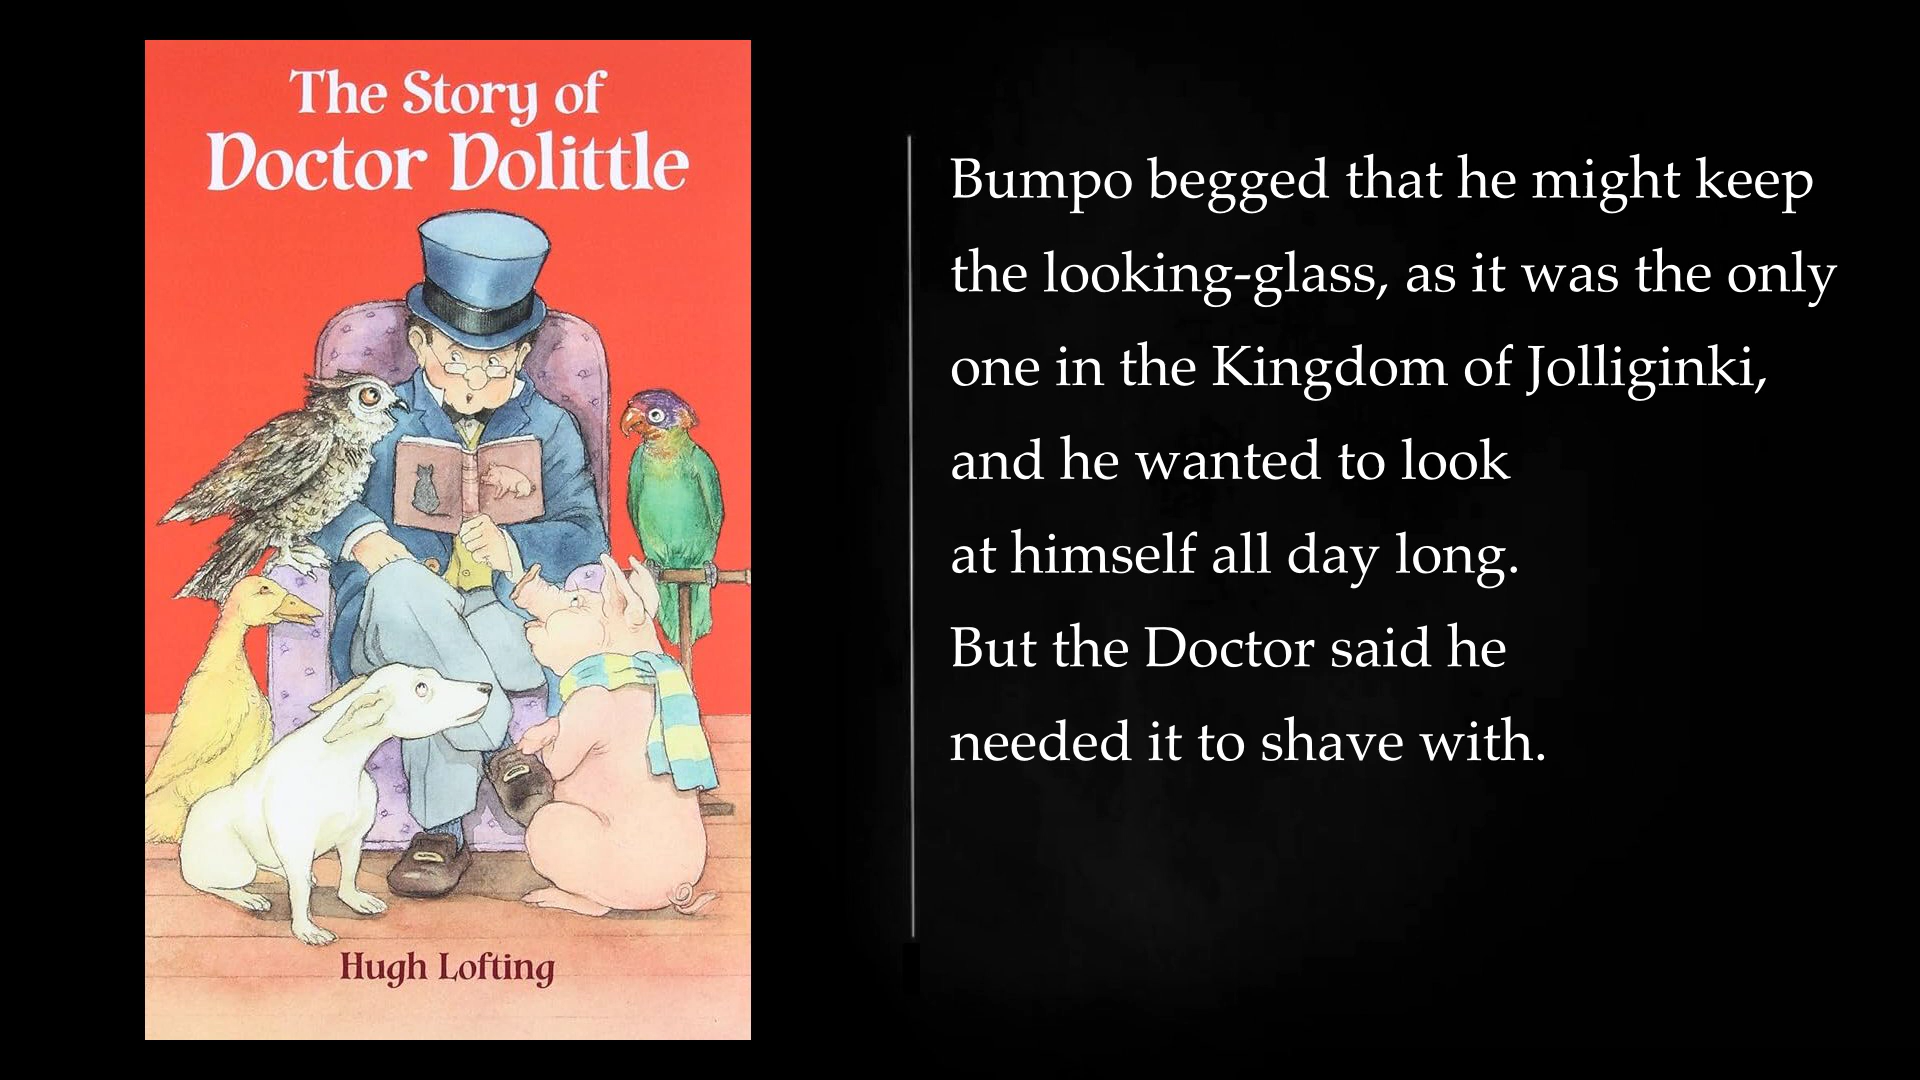 The Story of
Doctor Dolittle
Hugh Lofting
Bumpo begged that he might keep
the looking-glass, as it was the only
one in the Kingdom of Jolliginki,
and he wanted to look
at himself all day long.
But the Doctor said he
needed it to shave with.